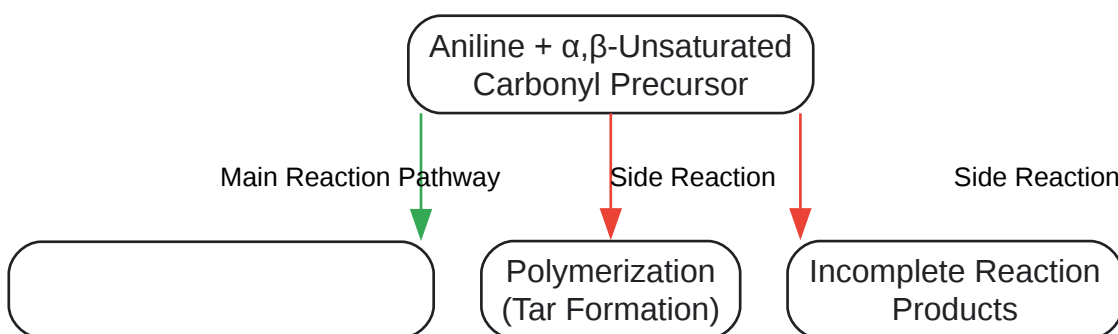 Aniline + α,β-Unsaturated
Carbonyl Precursor
Main Reaction Pathway
Side Reaction
Side Reaction
Polymerization
(Tar Formation)
Incomplete Reaction
Products